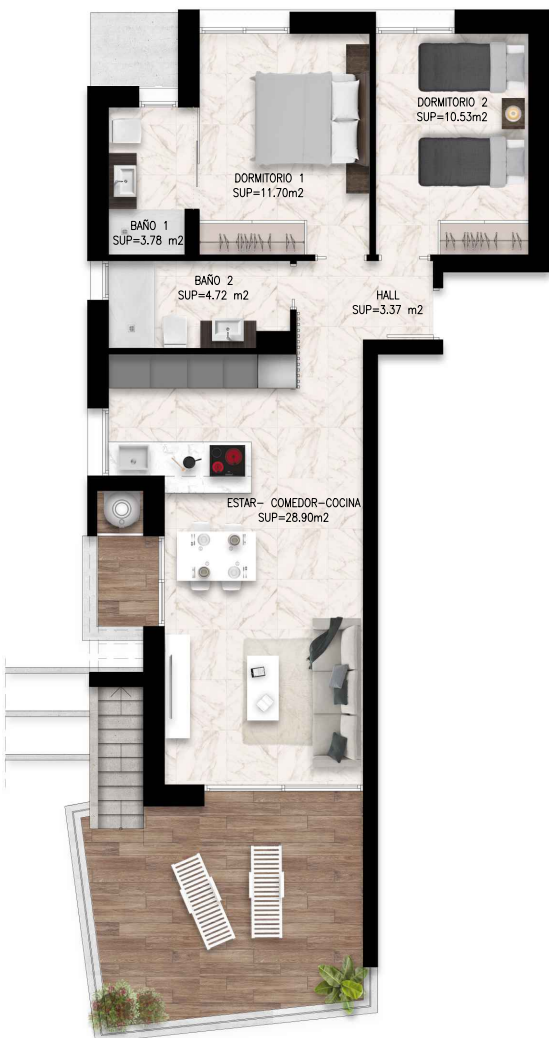 DORMITORIO 2
SUP=10.53m2
DORMITORIO 1
SUP=11.70m2
BAÑO 1
SUP=3.78 m2
BAÑO 2
SUP=4.72 m2
HALL
SUP=3.37 m2
ESTAR- COMEDOR-COCINA
SUP=28.90m2